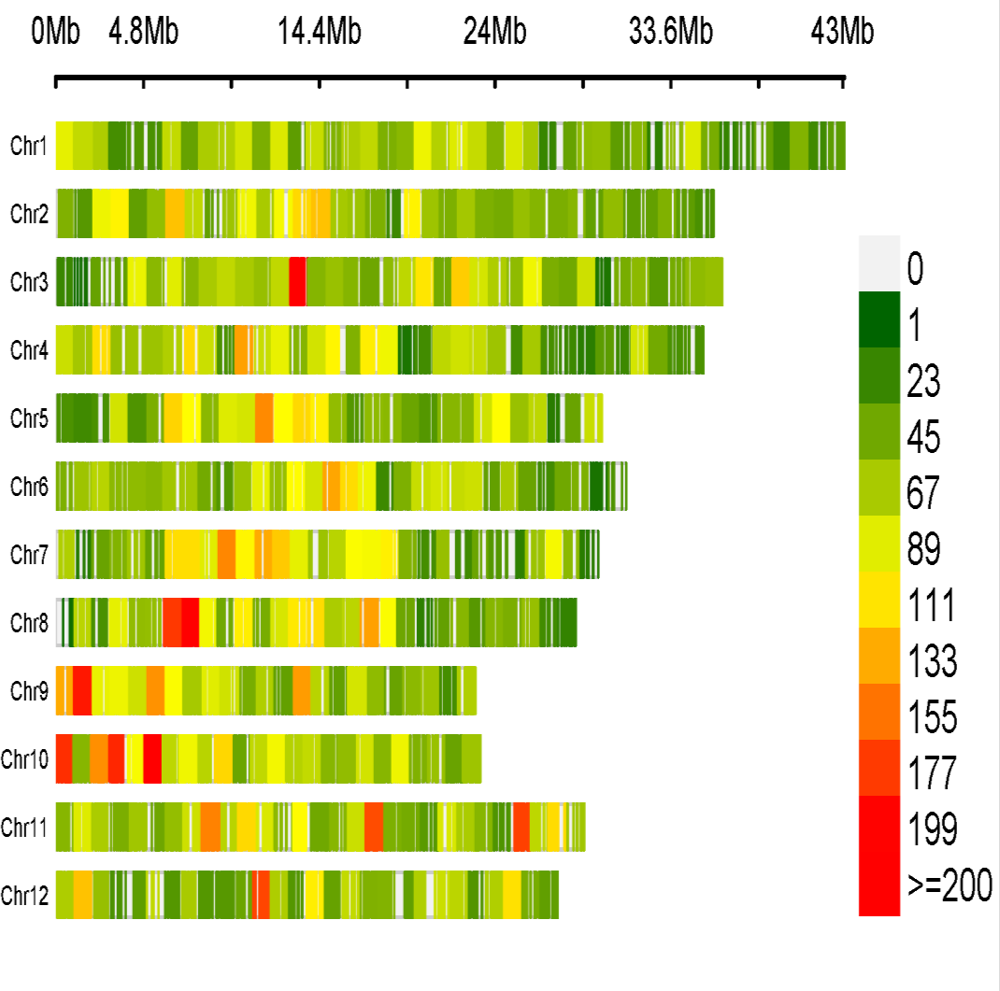 0Mb 4.8Mb 14.4Mb 24Mb 33.6Mb 43Mb
Chr1
Chr2
Chr3
Chr4
Chr5
Chr6
Chr7
Chr8
Chr9
Chr10
Chr11
Chr12
0
1
23
45
67
89
111
133
155
177
199
>=200